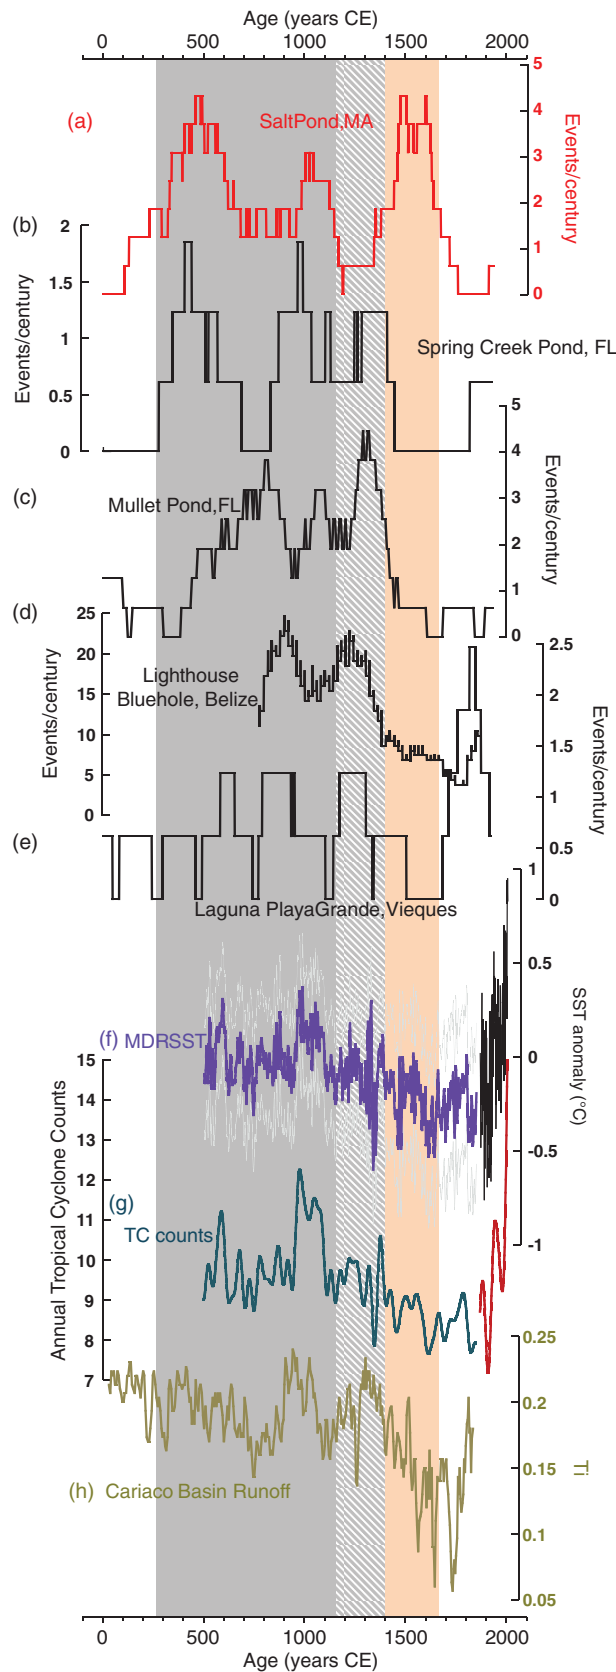 Age (years CE)
0 500 1000 1500 2000
5
4
3
2
1
0
Events/century
(a)
SaltPond,MA
(b)
2
1.5
1
0.5
0
Events/century
Spring Creek Pond, FL
5
4
3
2
1
0
Events/century
(c)
Mullet Pond,FL
(d)
25
20
15
10
5
0
Events/century
Lighthouse
Bluehole, Belize
2.5
2
1.5
1
0.5
0
Events/century
(e)
Laguna PlayaGrande,Vieques
1
0.5
0
-0.5
-1
SST anomaly (°C)
(f) MDRSST
15
14
13
12
11
10
9
8
7
Annual Tropical Cyclone Counts
(g)
TC counts
0.25
0.2
0.15
0.1
0.05
Ti
(h) Cariaco Basin Runoff
0 500 1000 1500 2000
Age (years CE)